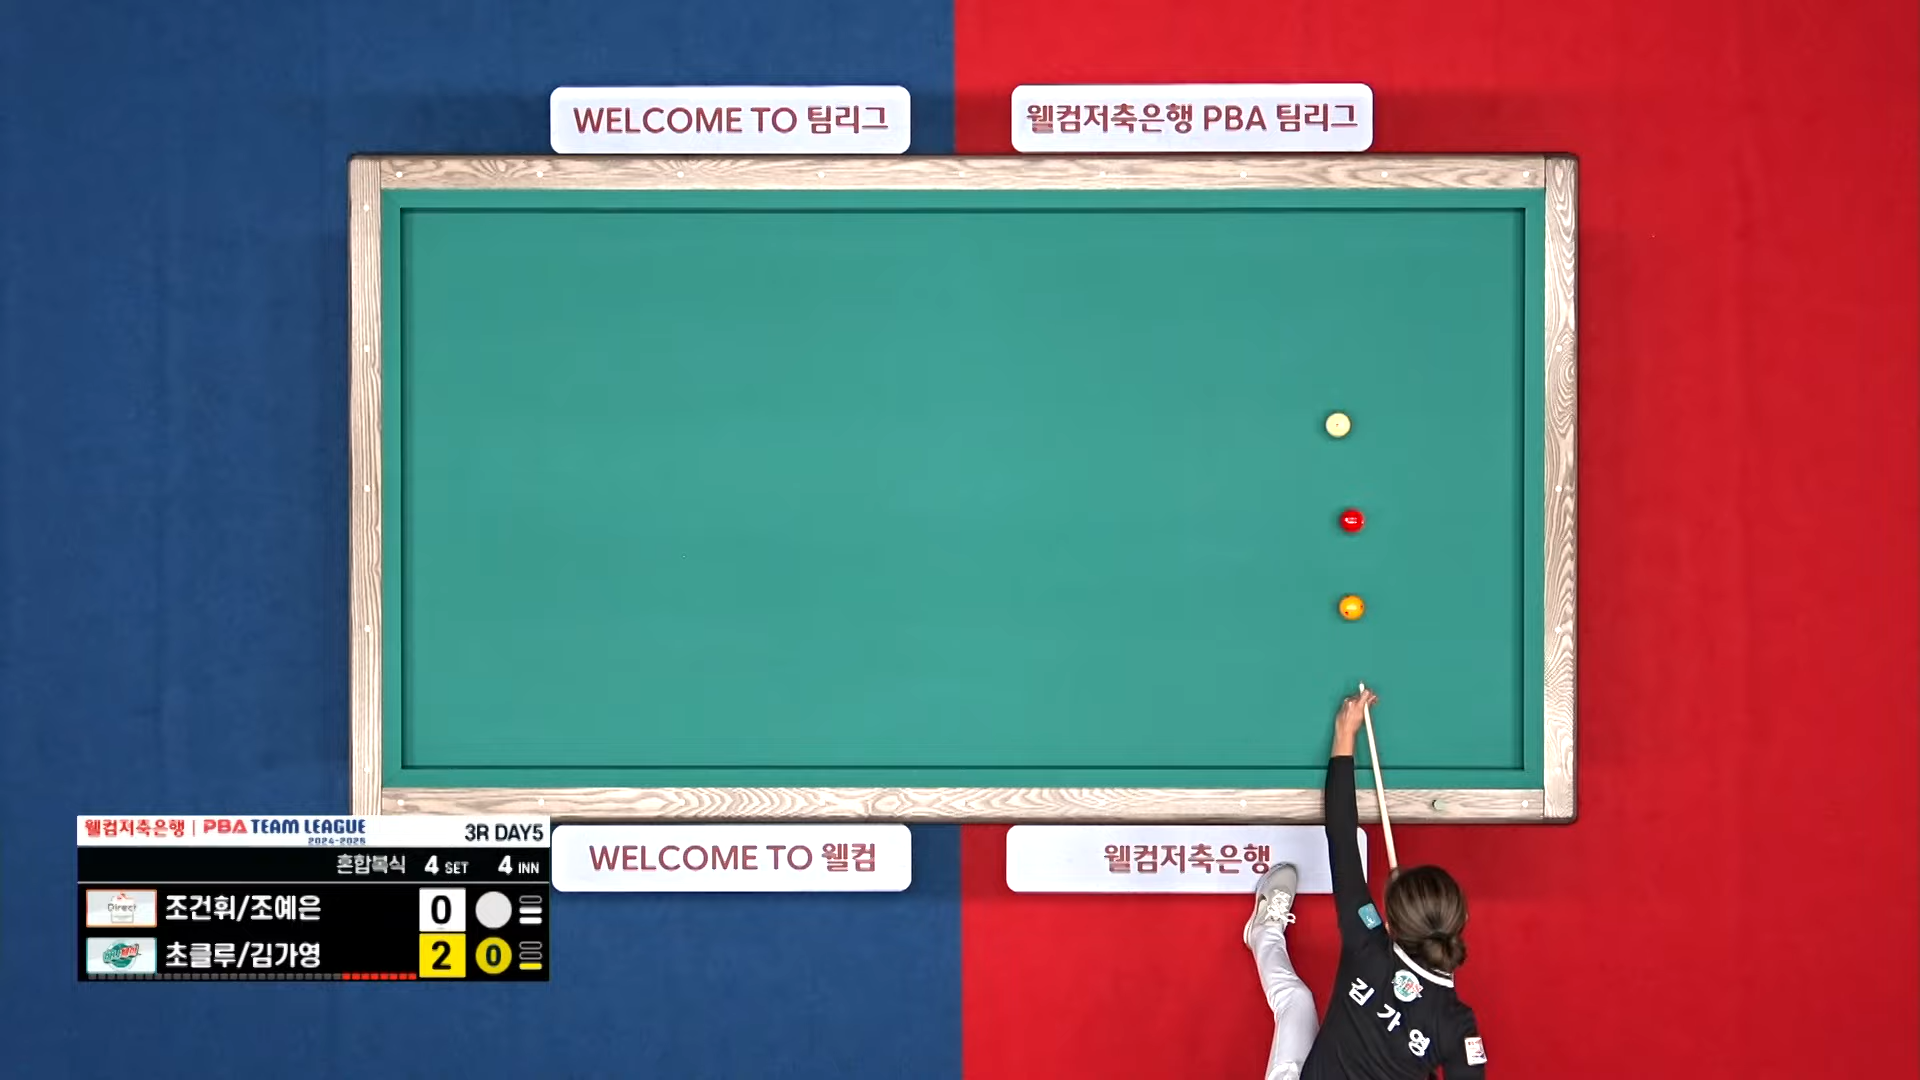 WELCOME TO 팀리그
웰컴저축은행 PBA 팀리그
웰컴저축은행 | PBA TEAM LEAGUE
2024-2025
3R DAY5
혼합복식 4 SET 4 INN
Direct 조건휘/조예은 0
초클루/김가영 2 0
WELCOME TO 웰컴
웰컴저축은행
김가영